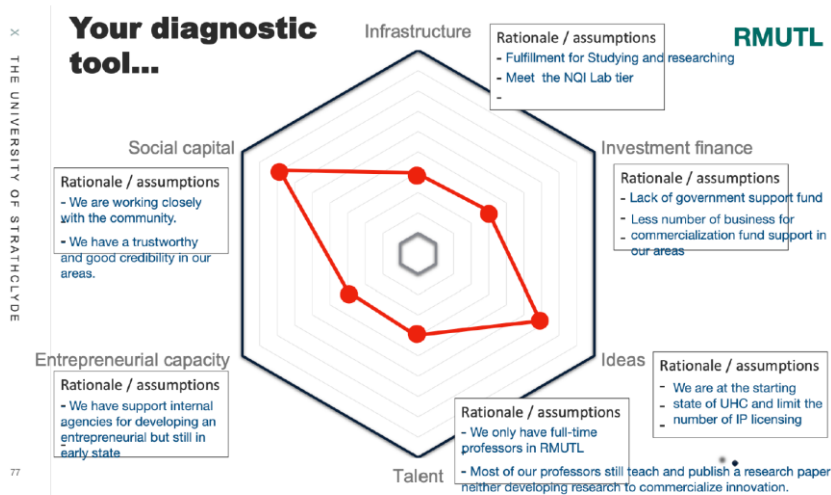 Your diagnostic
tool...
RMUTL
X THE UNIVERSITY OF STRATHCLYDE
Infrastructure
Rationale / assumptions
- Fulfillment for Studying and researching
- Meet the NQI Lab tier
-
Social capital
Rationale / assumptions
- We are working closely
with the community.
- We have a trustworthy
and good credibility in our
areas.
Investment finance
Rationale / assumptions
- Lack of government support fund
- Less number of business for
- commercialization fund support in
our areas
Entrepreneurial capacity
Rationale / assumptions
- We have support internal
agencies for developing an
entrepreneurial but still in
early state
Ideas
Rationale / assumptions
- We are at the starting
- state of UHC and limit the
- number of IP licensing
Talent
Rationale / assumptions
- We only have full-time
professors in RMUTL
- Most of our professors still teach and publish a research paper
neither developing research to commercialize innovation.
77